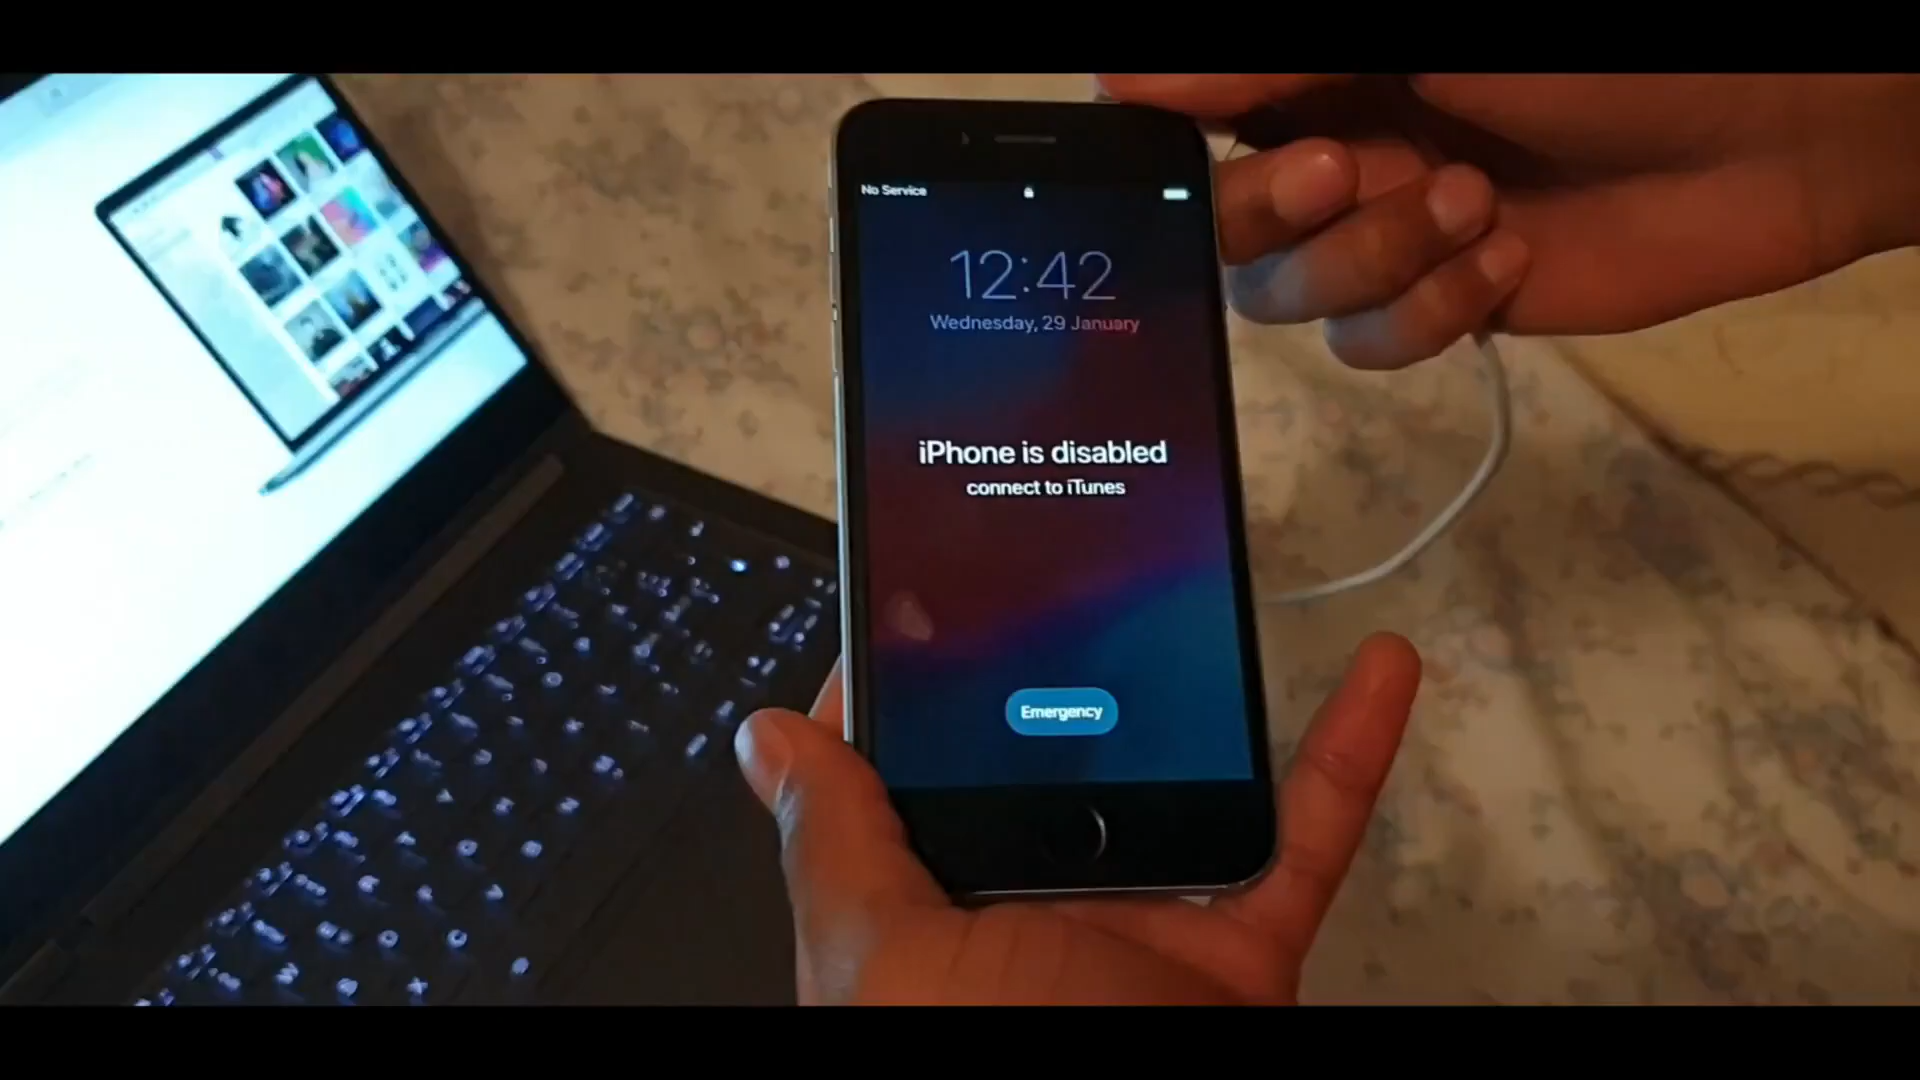 No Service
12:42
Wednesday, 29 January
iPhone is disabled
connect to iTunes
Emergency